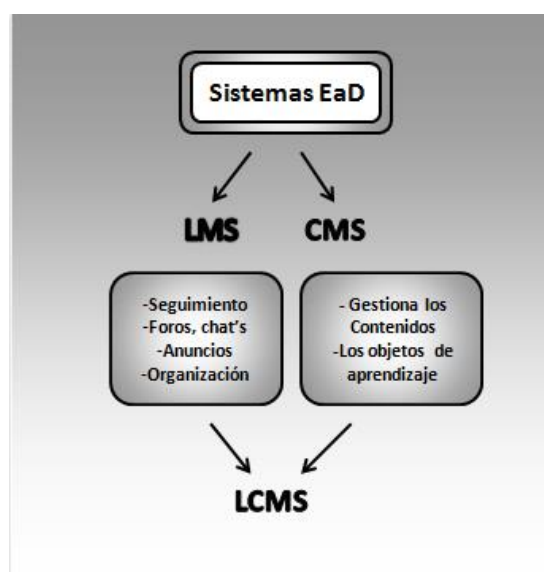 Sistemas EaD
LMS
CMS
-Seguimiento
-Foros, chat's
-Anuncios
-Organización
- Gestiona los
Contenidos
-Los objetos de
aprendizaje
LCMS